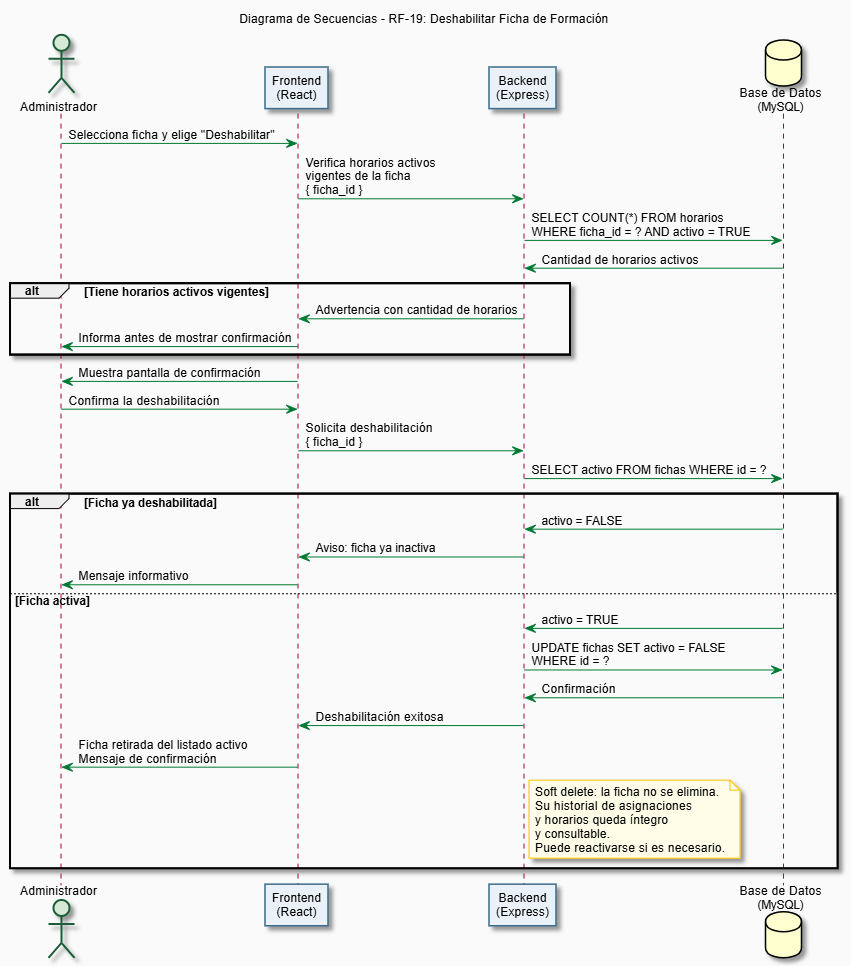 Diagrama de Secuencias - RF-19: Deshabilitar Ficha de Formación
Administrador
Frontend
(React)
Backend
(Express)
Base de Datos
(MySQL)
Selecciona ficha y elige "Deshabilitar"
Verifica horarios activos
vigentes de la ficha
{ ficha_id }
SELECT COUNT(*) FROM horarios
WHERE ficha_id = ? AND activo = TRUE
Cantidad de horarios activos
alt
[Tiene horarios activos vigentes]
Advertencia con cantidad de horarios
Informa antes de mostrar confirmación
Muestra pantalla de confirmación
Confirma la deshabilitación
Solicita deshabilitación
{ ficha_id }
SELECT activo FROM fichas WHERE id = ?
alt
[Ficha ya deshabilitada]
activo = FALSE
Aviso: ficha ya inactiva
Mensaje informativo
[Ficha activa]
activo = TRUE
UPDATE fichas SET activo = FALSE
WHERE id = ?
Confirmación
Deshabilitación exitosa
Ficha retirada del listado activo
Mensaje de confirmación
Soft delete: la ficha no se elimina.
Su historial de asignaciones
y horarios queda íntegro
y consultable.
Puede reactivarse si es necesario.
Administrador
Frontend
(React)
Backend
(Express)
Base de Datos
(MySQL)